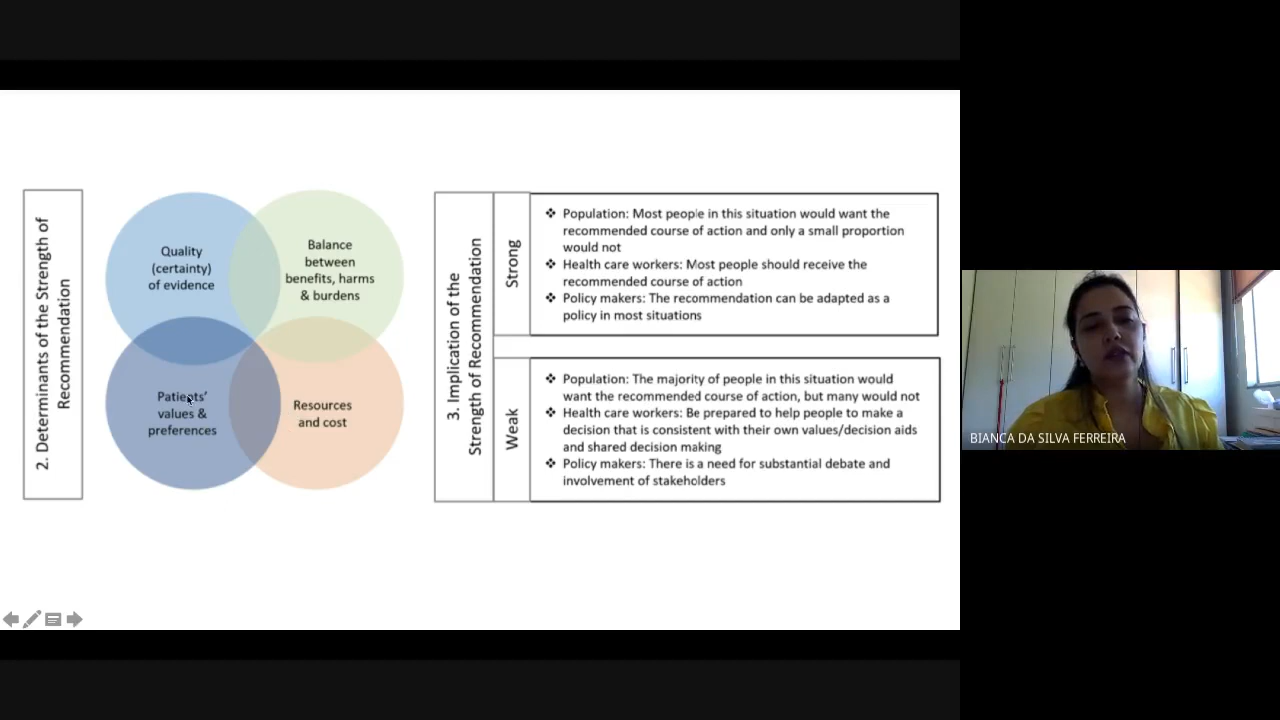 2. Determinants of the Strength of
Recommendation
Quality
(certainty)
of evidence
Balance
between
benefits, harms
& burdens
Patients'
values &
preferences
Resources
and cost
3. Implication of the
Strength of Recommendation
Strong
❖ Population: Most people in this situation would want the
recommended course of action and only a small proportion
would not
❖ Health care workers: Most people should receive the
recommended course of action
❖ Policy makers: The recommendation can be adapted as a
policy in most situations
Weak
❖ Population: The majority of people in this situation would
want the recommended course of action, but many would not
❖ Health care workers: Be prepared to help people to make a
decision that is consistent with their own values/decision aids
and shared decision making
❖ Policy makers: There is a need for substantial debate and
involvement of stakeholders
BIANCA DA SILVA FERREIRA